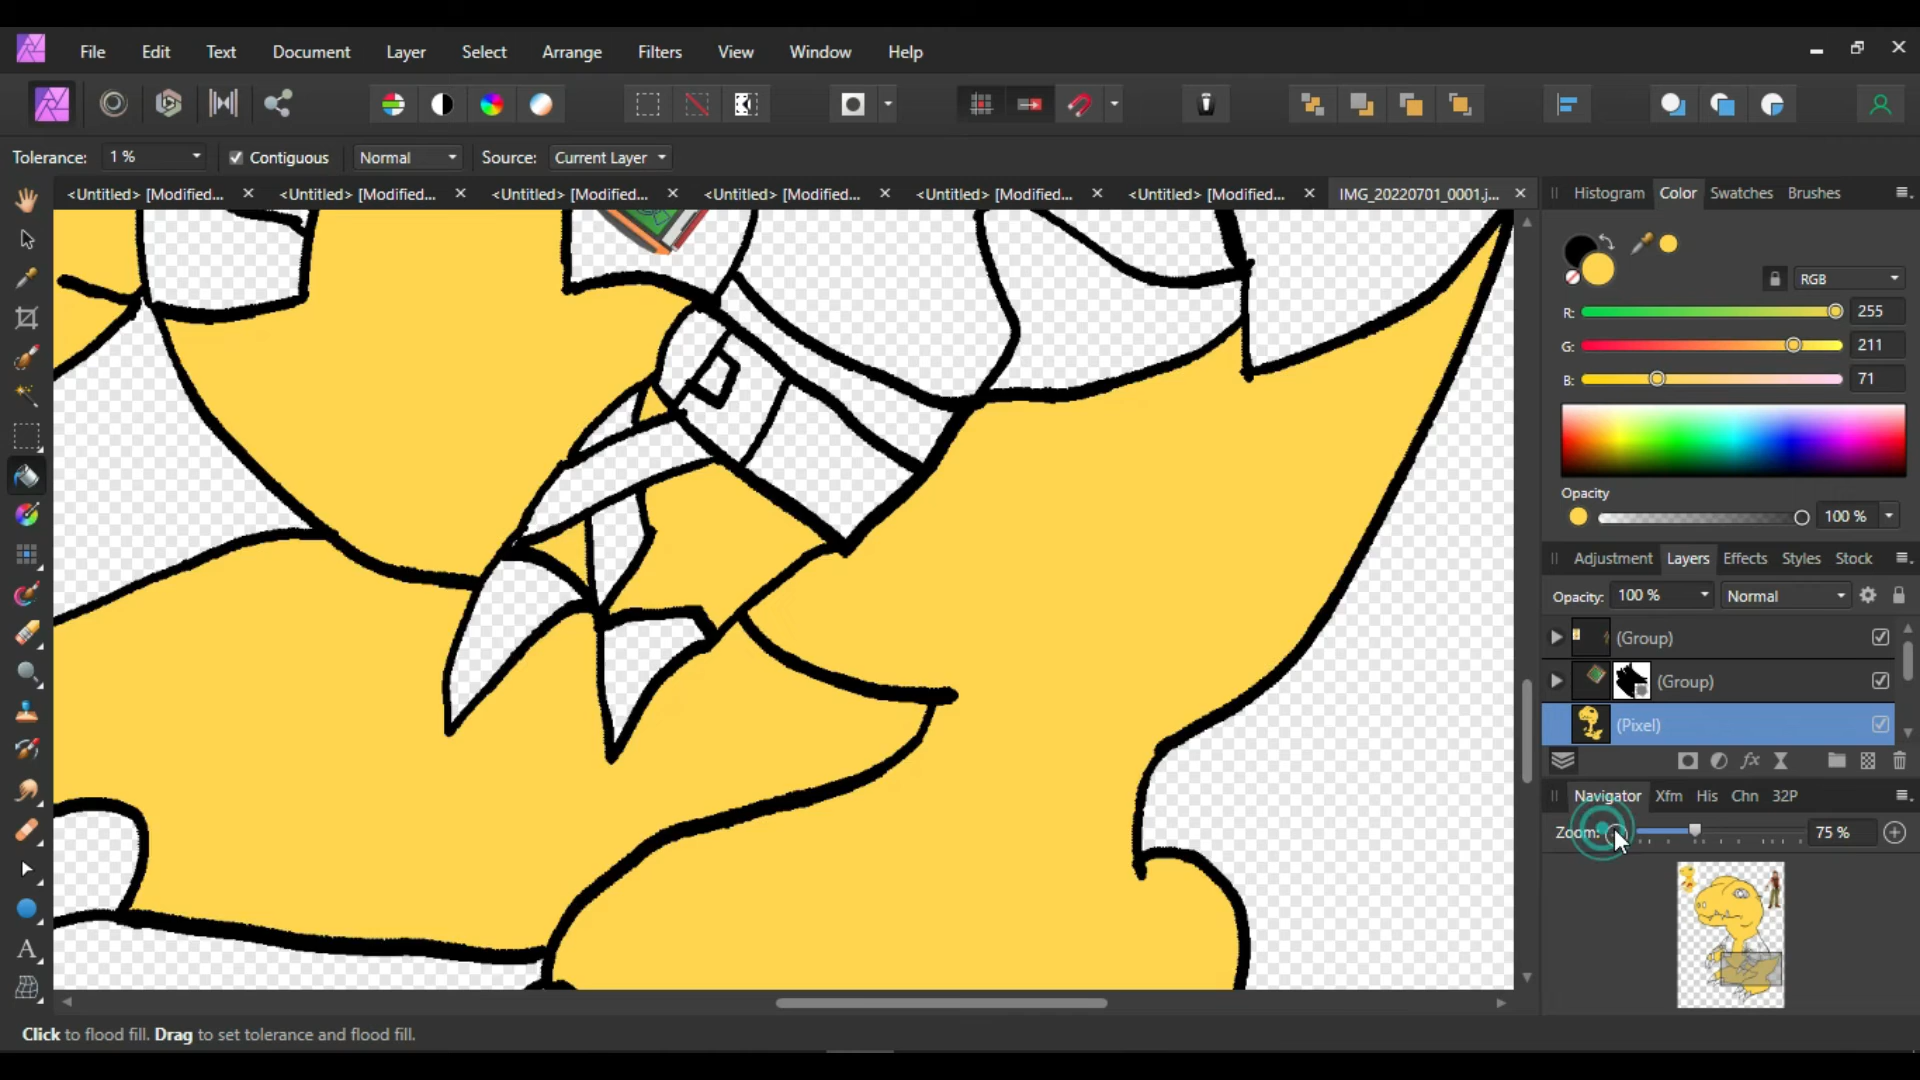 File Edit Text Document Layer Select Arrange Filters View Window Help
Tolerance: 1 % Contiguous Normal Source: Current Layer
<Untitled> [Modified... <Untitled> [Modified... <Untitled> [Modified... <Untitled> [Modified... <Untitled> [Modified... <Untitled> [Modified... IMG_20220701_0001.j...
Histogram Color Swatches Brushes
RGB
R: 255
G: 211
B: 71
Opacity
100 %
Adjustment Layers Effects Styles Stock
Opacity: 100 % Normal
(Group)
(Group)
(Pixel)
Navigator Xfm His Chn 32P
Zoom: 75 %
Click to flood fill. Drag to set tolerance and flood fill.